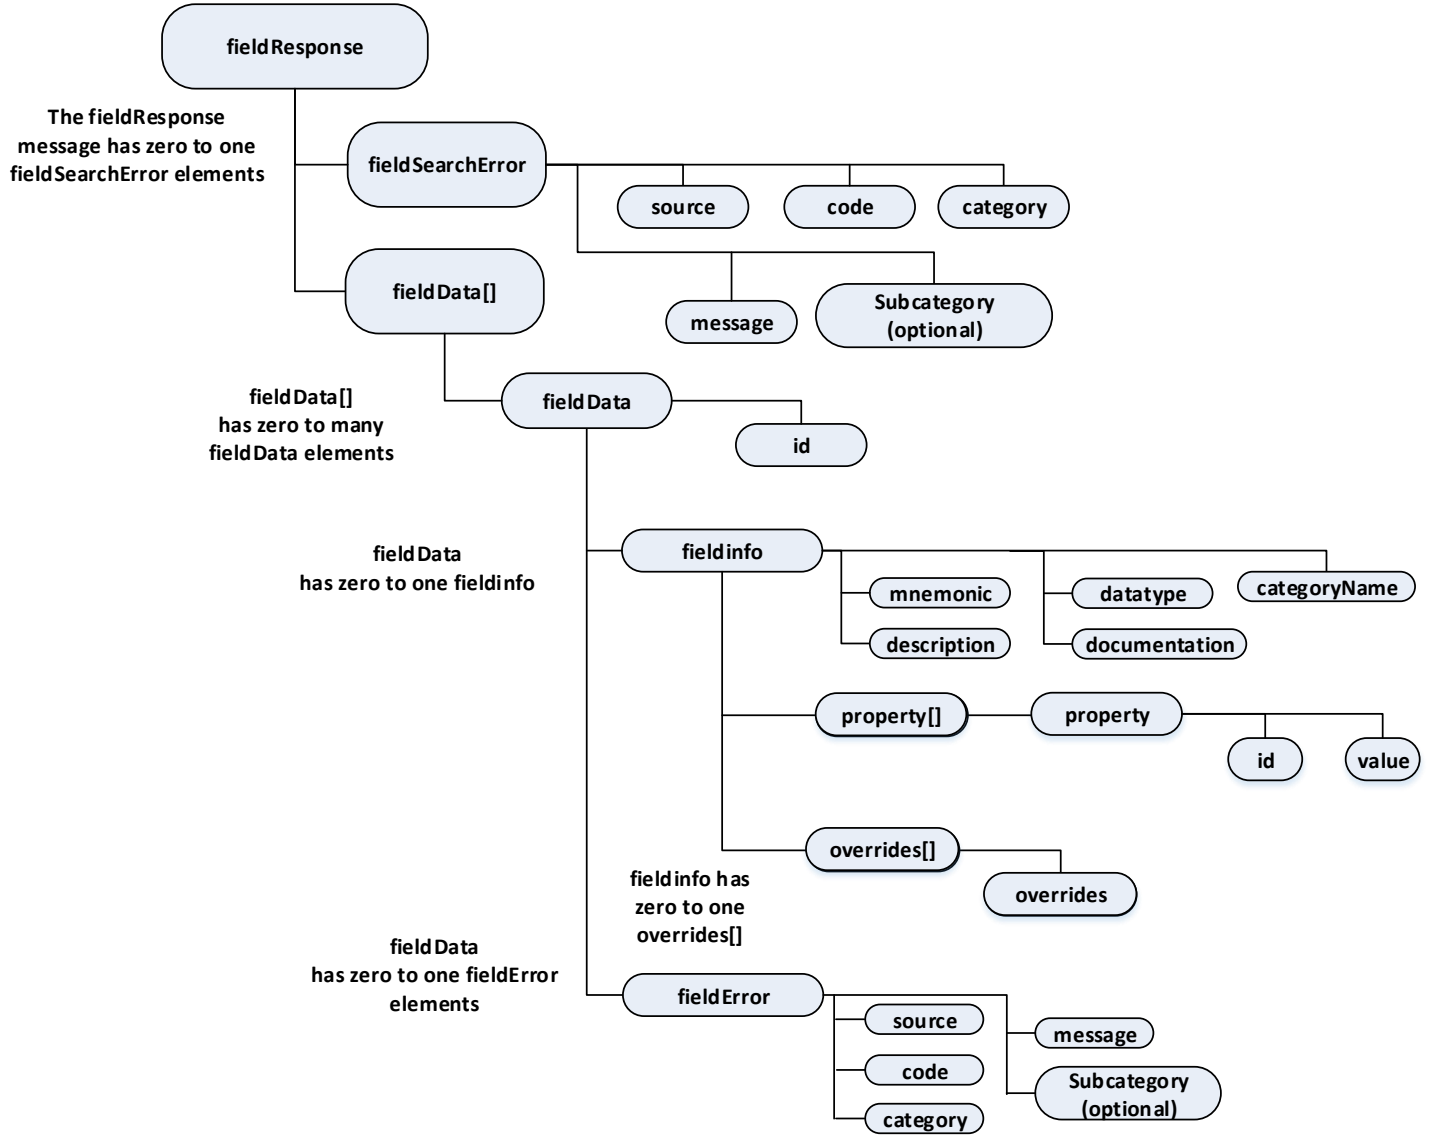 fieldResponse
The fieldResponse
message has zero to one
fieldSearchError elements
fieldSearchError
source
code
category
fieldData[]
message
Subcategory
(optional)
fieldData[]
has zero to many
fieldData elements
fieldData
id
fieldData
has zero to one fieldinfo
fieldinfo
mnemonic
datatype
categoryName
description
documentation
property[]
property
id
value
overrides[]
overrides
fieldinfo has
zero to one
overrides[]
fieldData
has zero to one fieldError
elements
fieldError
source
message
code
Subcategory
(optional)
category